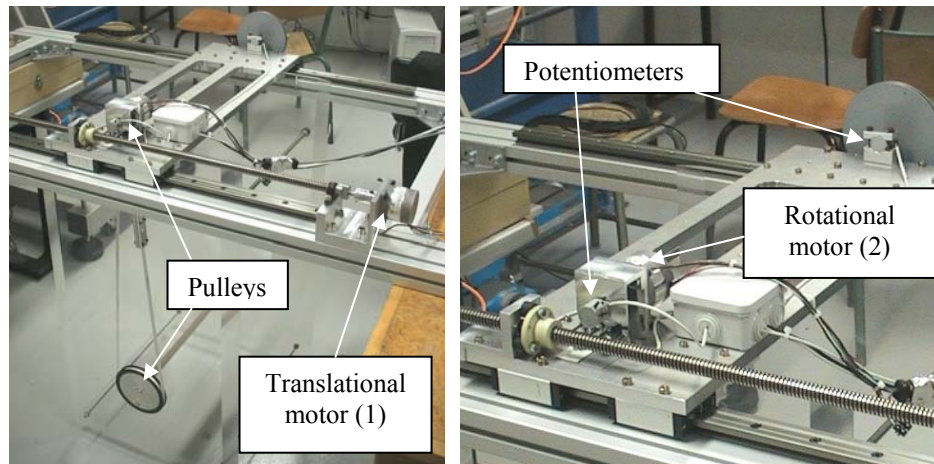 Pulleys
Translational
motor (1)
Potentiometers
Rotational
motor (2)